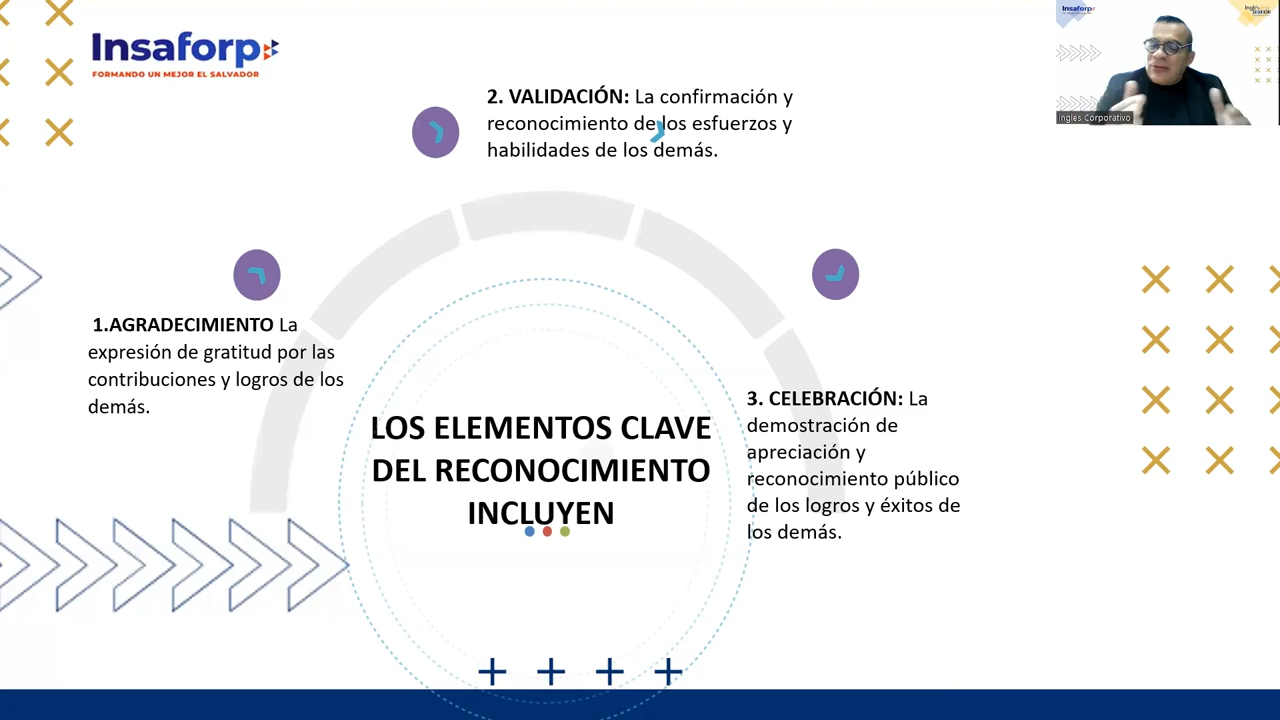 Insaforp
FORMANDO UN MEJOR EL SALVADOR
Insaforp
Ingles Corporativo
2. VALIDACIÓN: La confirmación y
reconocimiento de los esfuerzos y
habilidades de los demás.
1.AGRADECIMIENTO La
expresión de gratitud por las
contribuciones y logros de los
demás.
LOS ELEMENTOS CLAVE
DEL RECONOCIMIENTO
INCLUYEN
3. CELEBRACIÓN: La
demostración de
apreciación y
reconocimiento público
de los logros y éxitos de
los demás.